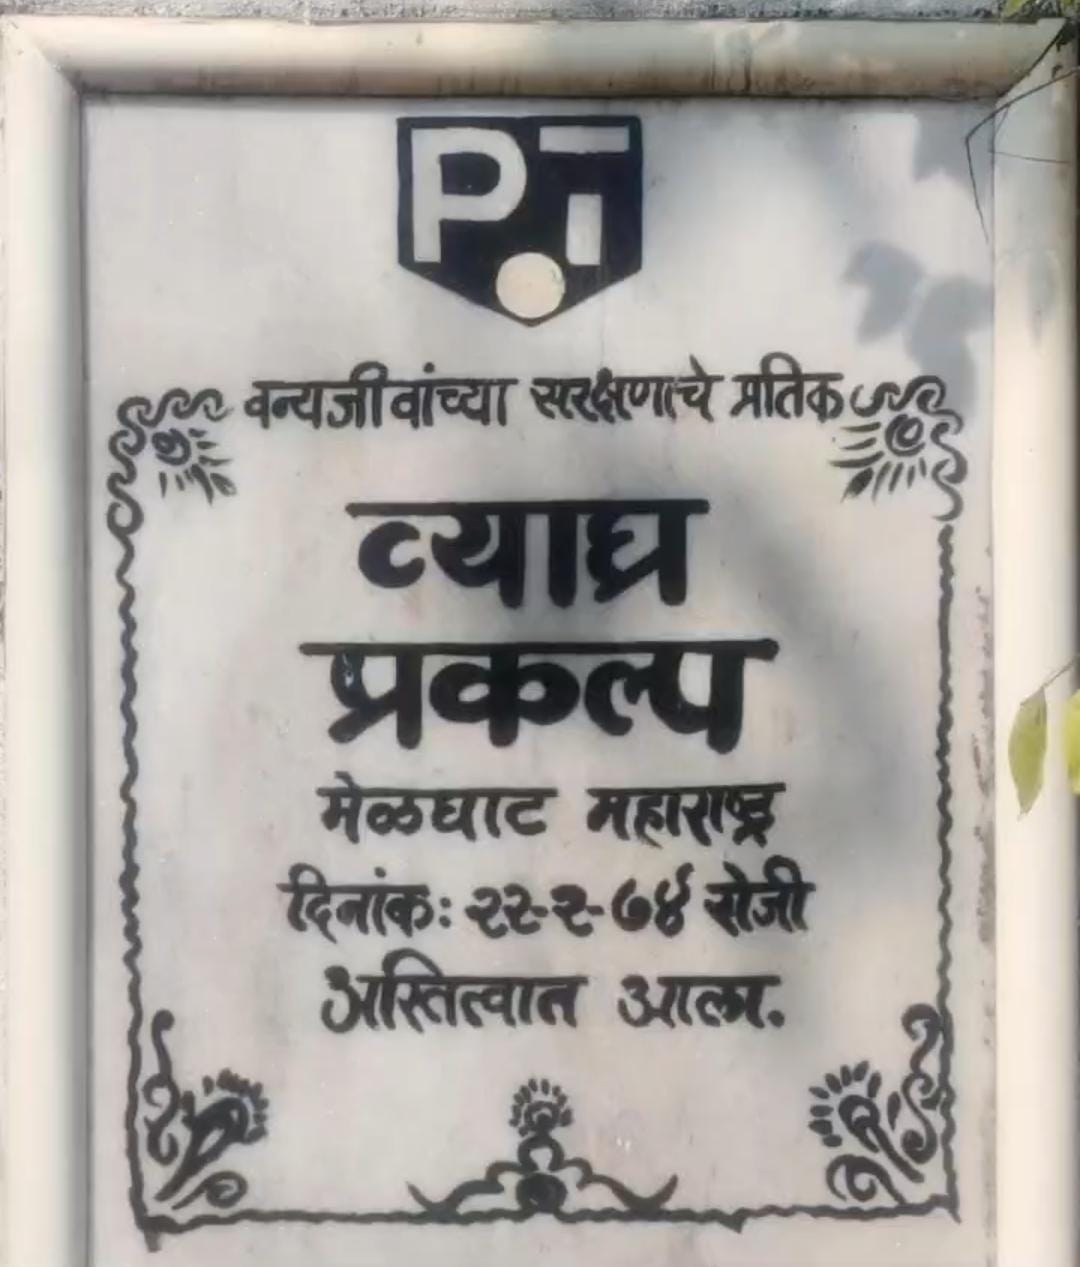 PT
वन्यजीवांच्या सरक्षणाचे प्रतिक
व्याघ्र
प्रकल्प
मेळघाट महाराष्ट्र
दिनांक: २२-२-७४ रोजी
अस्तित्वात आला.